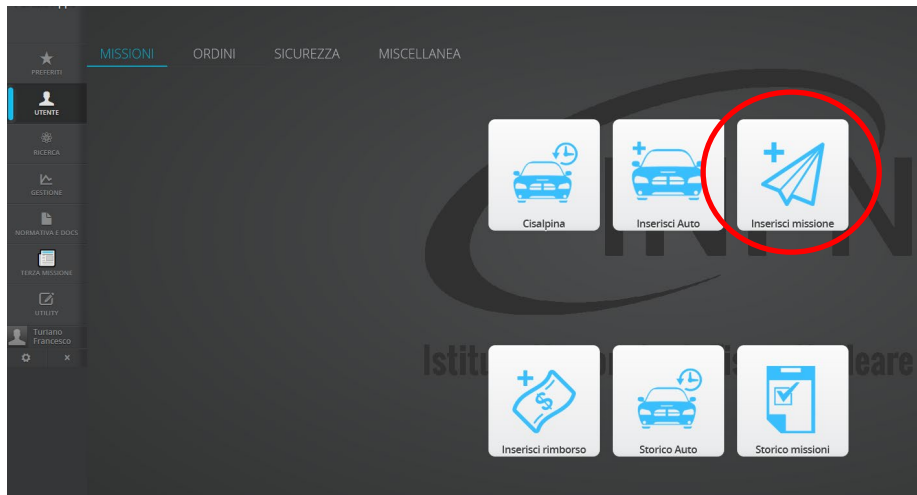 MISSIONI ORDINI SICUREZZA MISCELLANEA
PREFERITI
UTENTE
RICERCA
GESTIONE
NORMATIVA E DOCS
TERZA MISSIONE
UTILITY
Turiano
Francesco
Cisalpina Inserisci Auto Inserisci missione
INFN
Istitu leare
Inserisci rimborso Storico Auto Storico missioni